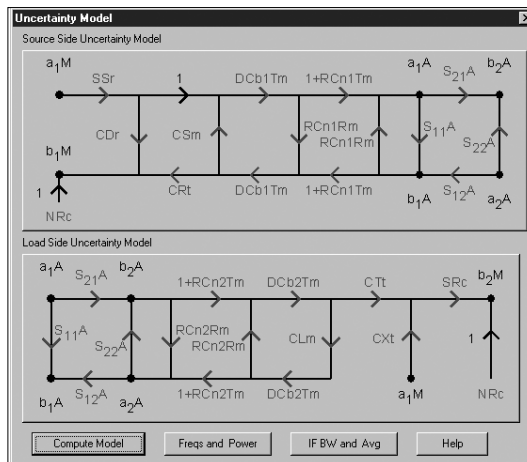 Uncertainty Model
Source Side Uncertainty Model
a₁M
SSr
1
DCb1Tm
1+RCn1Tm
a₁A
S₂₁A
b₂A
CDr
CSm
RCn1Rm
RCn1Rm
S₁₁A
S₂₂A
b₁M
1
NRc
CRt
DCb1Tm
1+RCn1Tm
b₁A
S₁₂A
a₂A
Load Side Uncertainty Model
a₁A
S₂₁A
b₂A
1+RCn2Tm
DCb2Tm
CTt
SRc
b₂M
S₁₁A
S₂₂A
RCn2Rm
RCn2Rm
CLm
CXt
1
b₁A
S₁₂A
a₂A
1+RCn2Tm
DCb2Tm
a₁M
NRc
Compute Model
Freqs and Power
IF BW and Avg
Help